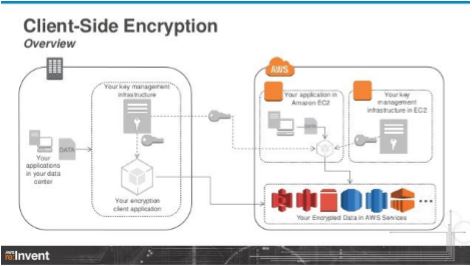 Client-Side Encryption
Overview
AWS
Your key management
infrastructure
Your application in
Amazon EC2
Your key
management
infrastructure in EC2
DATA
Your
applications
in your data
center
Your encryption
client application
Your Encrypted Data in AWS Services
AWS
re:Invent